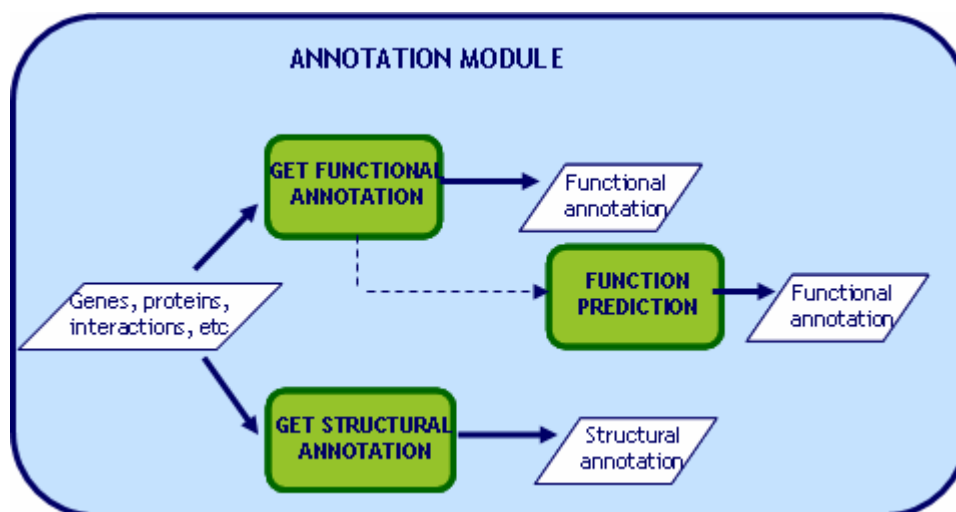 ANNOTATION MODULE
GET FUNCTIONAL
ANNOTATION
Functional
annotation
FUNCTION
PREDICTION
Functional
annotation
Genes, proteins,
interactions, etc
GET STRUCTURAL
ANNOTATION
Structural
annotation